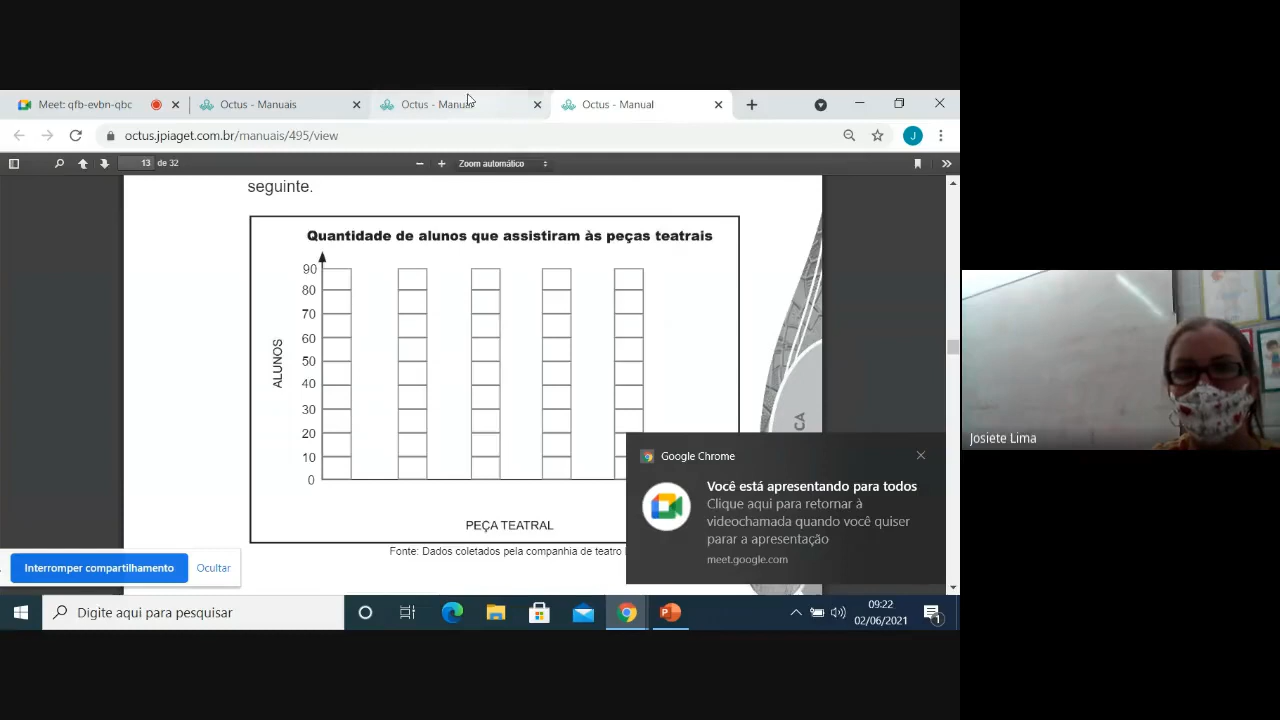 Meet: qfb-evbn-qbc
Octus - Manuais
Octus - Manual
Octus - Manual
octus.jpiaget.com.br/manuais/495/view
J
13 de 32
Zoom automático
seguinte.
Quantidade de alunos que assistiram às peças teatrais
90
80
70
60
50
40
30
20
10
0
ALUNOS
PEÇA TEATRAL
Fonte: Dados coletados pela companhia de teatro
CA
Google Chrome
Você está apresentando para todos
Clique aqui para retornar à
videochamada quando você quiser
parar a apresentação
meet.google.com
Interromper compartilhamento
Ocultar
Digite aqui para pesquisar
09:22
02/06/2021
1
Josiete Lima